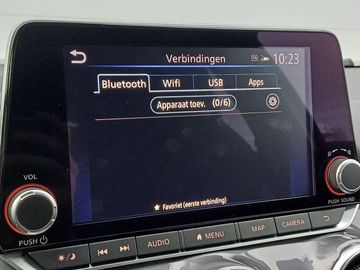 Verbindingen
10:23
Bluetooth Wifi USB Apps
Apparaat toev. (0/6)
★ Favoriet (eerste verbinding)
VOL
PUSH
PUSH SOUND
AUDIO MENU MAP CAMERA